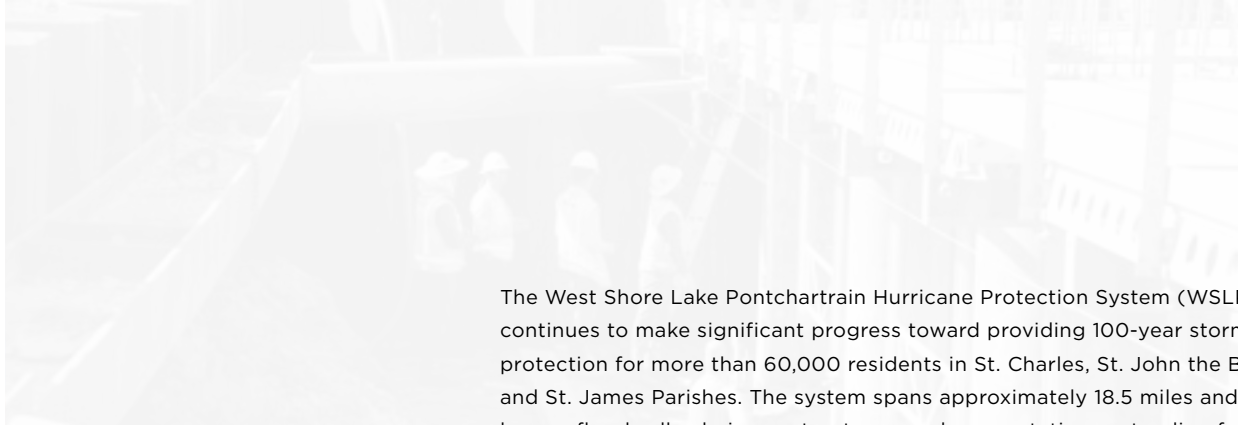 The West Shore Lake Pontchartrain Hurricane Protection System
continues to make significant progress toward providing 100-year
protection for more than 60,000 residents in St. Charles, St. John the
and St. James Parishes. The system spans approximately 18.5 miles and